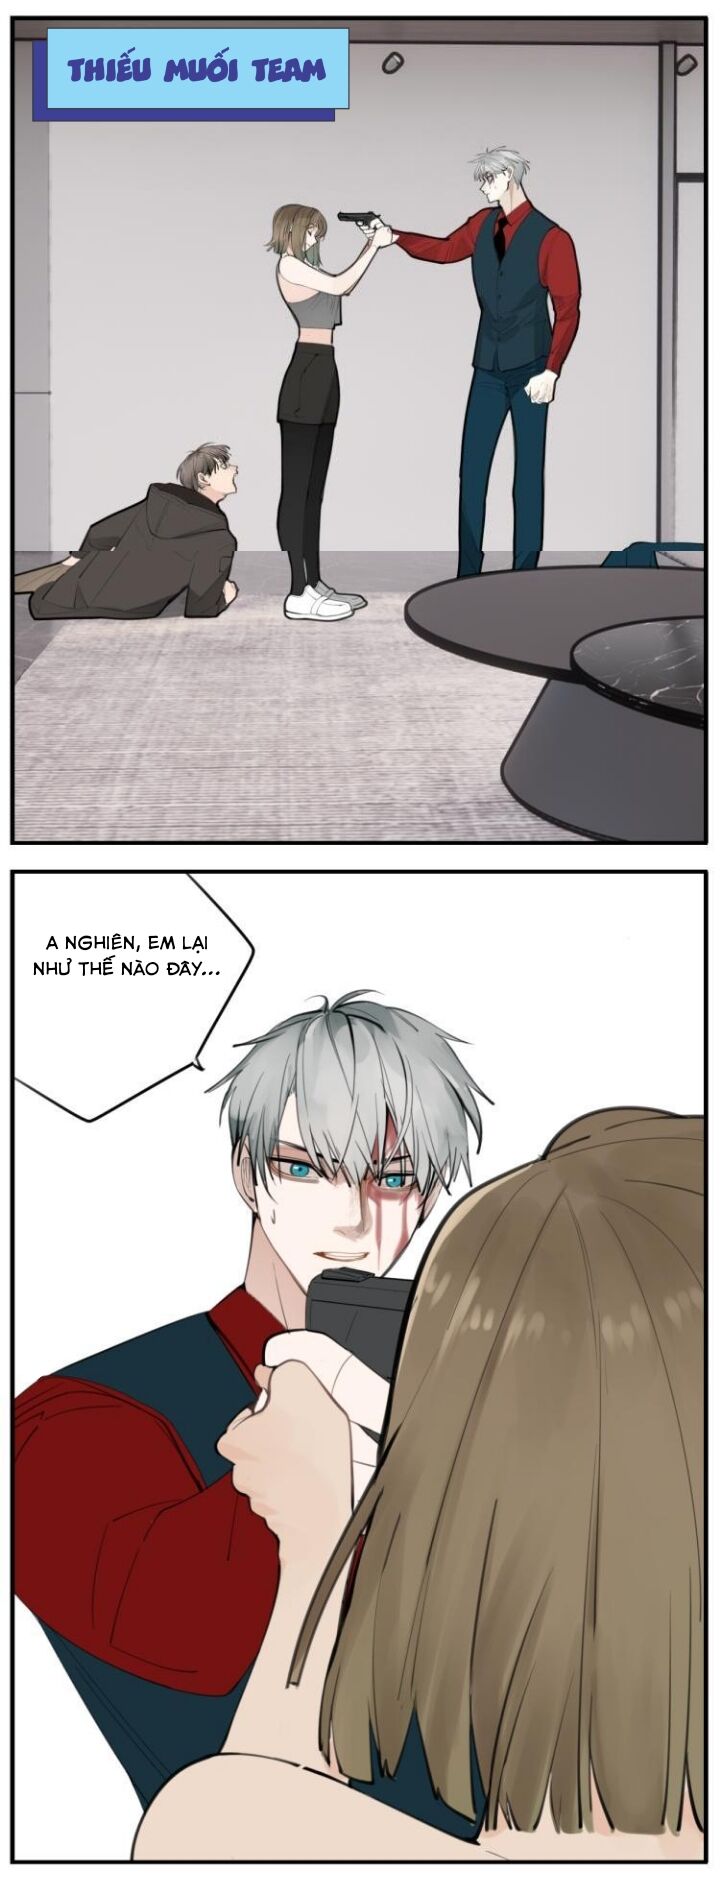 THIẾU MUỐI TEAM
A NGHIÊN, EM LẠI
NHƯ THẾ NÀO ĐÂY...